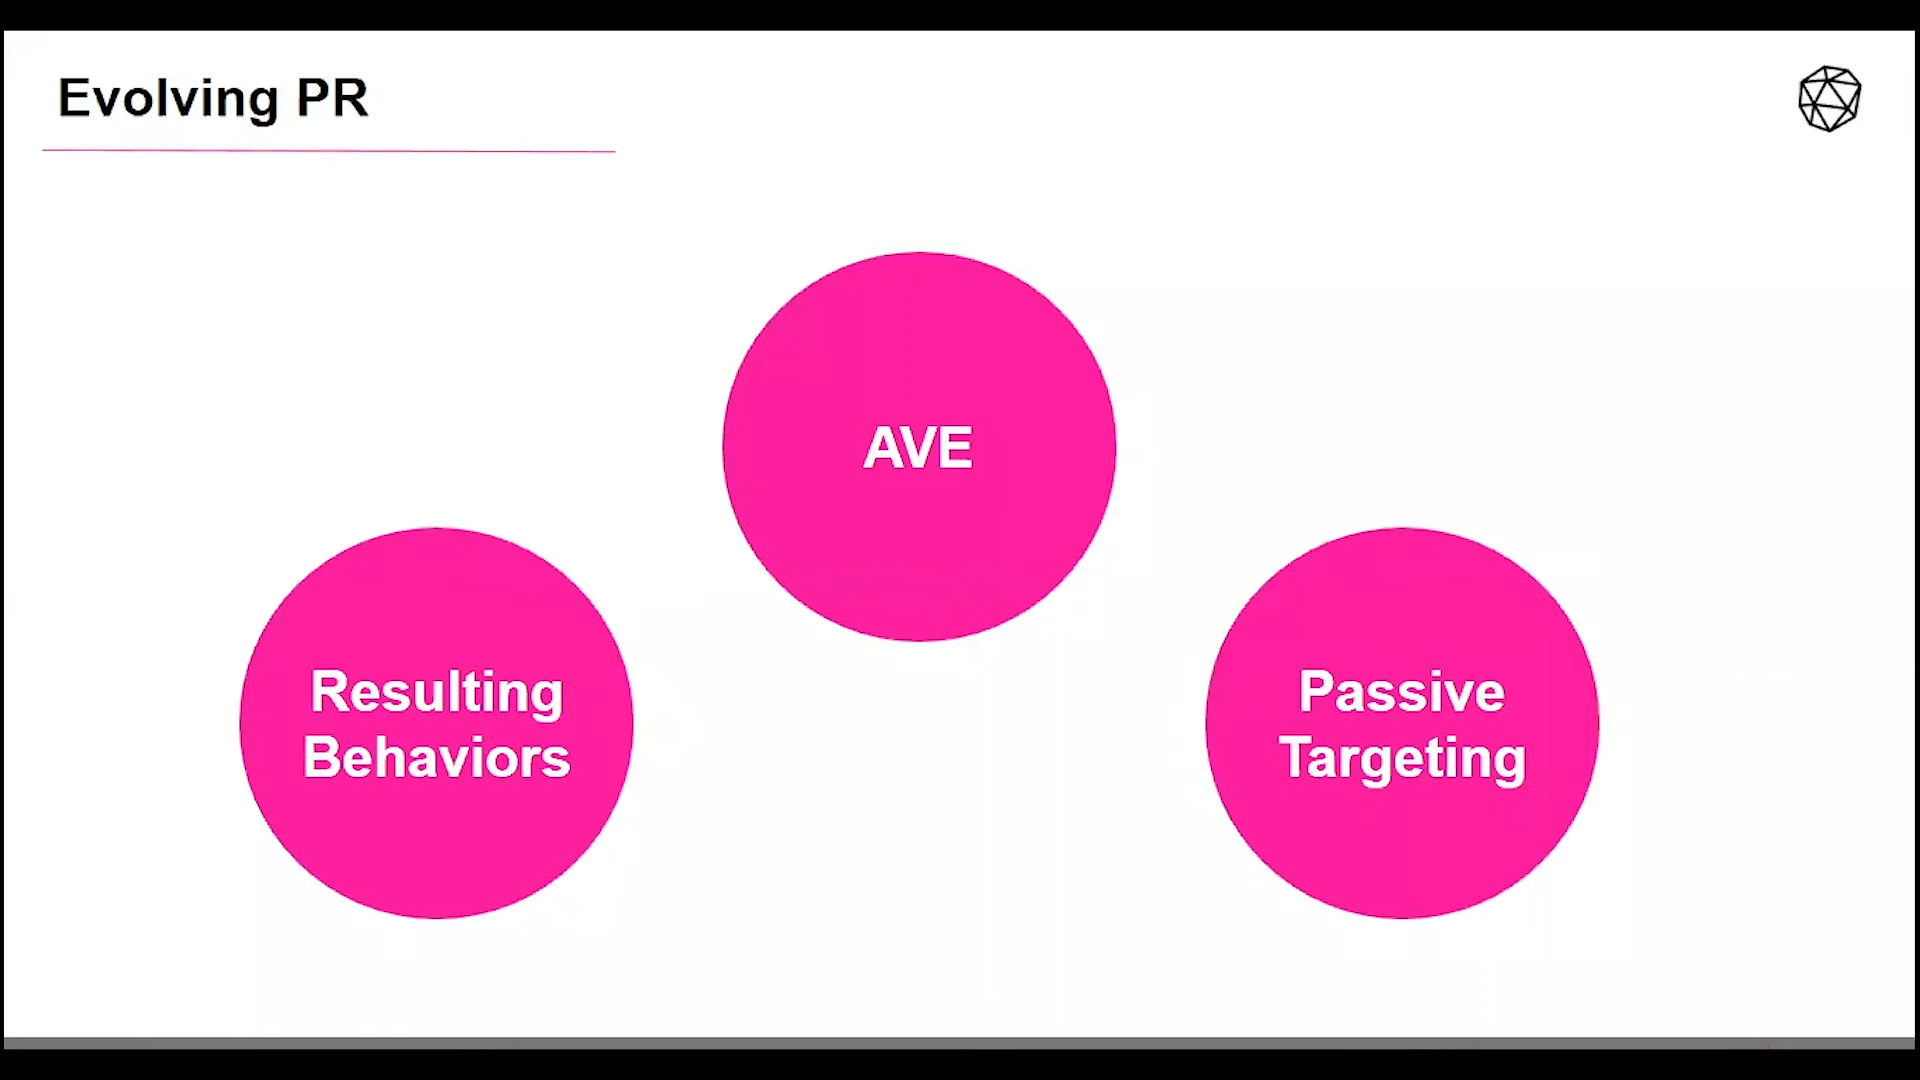 Evolving PR
AVE
Resulting
Behaviors
Passive
Targeting